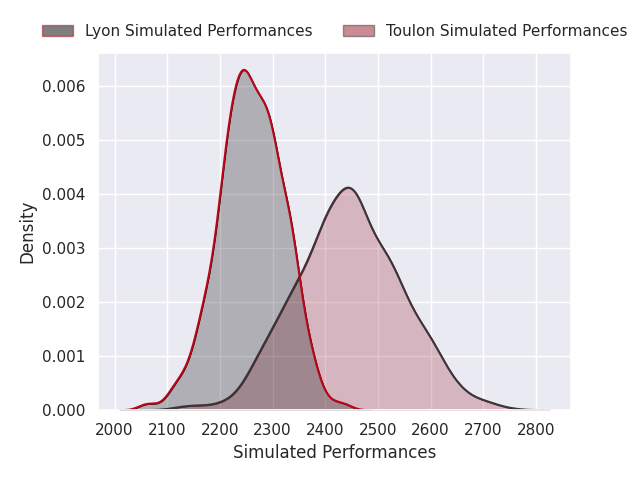 Lyon Simulated Performances
Toulon Simulated Performances
0.006
0.005
0.004
0.003
0.002
0.001
0.000
Density
2000 2100 2200 2300 2400 2500 2600 2700 2800
Simulated Performances